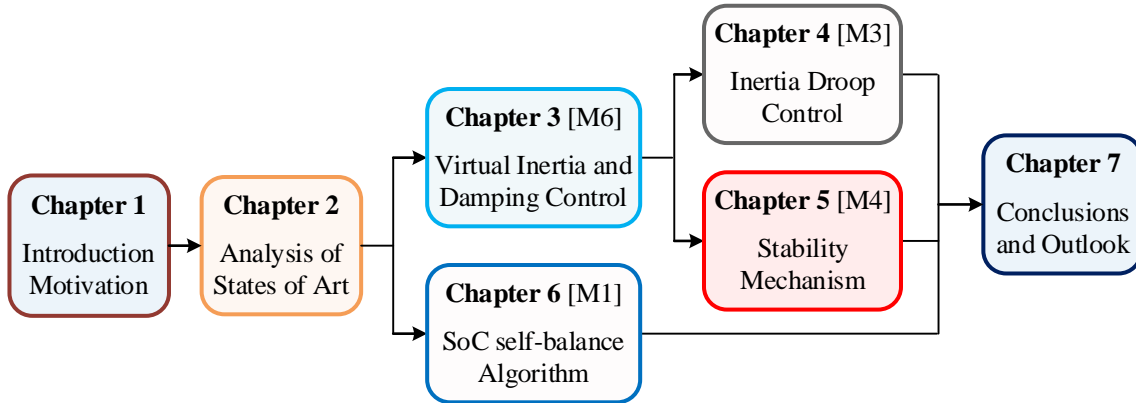 Chapter 1
Introduction
Motivation
Chapter 2
Analysis of
States of Art
Chapter 3 [M6]
Virtual Inertia and
Damping Control
Chapter 4 [M3]
Inertia Droop
Control
Chapter 5 [M4]
Stability
Mechanism
Chapter 6 [M1]
SoC self-balance
Algorithm
Chapter 7
Conclusions
and Outlook